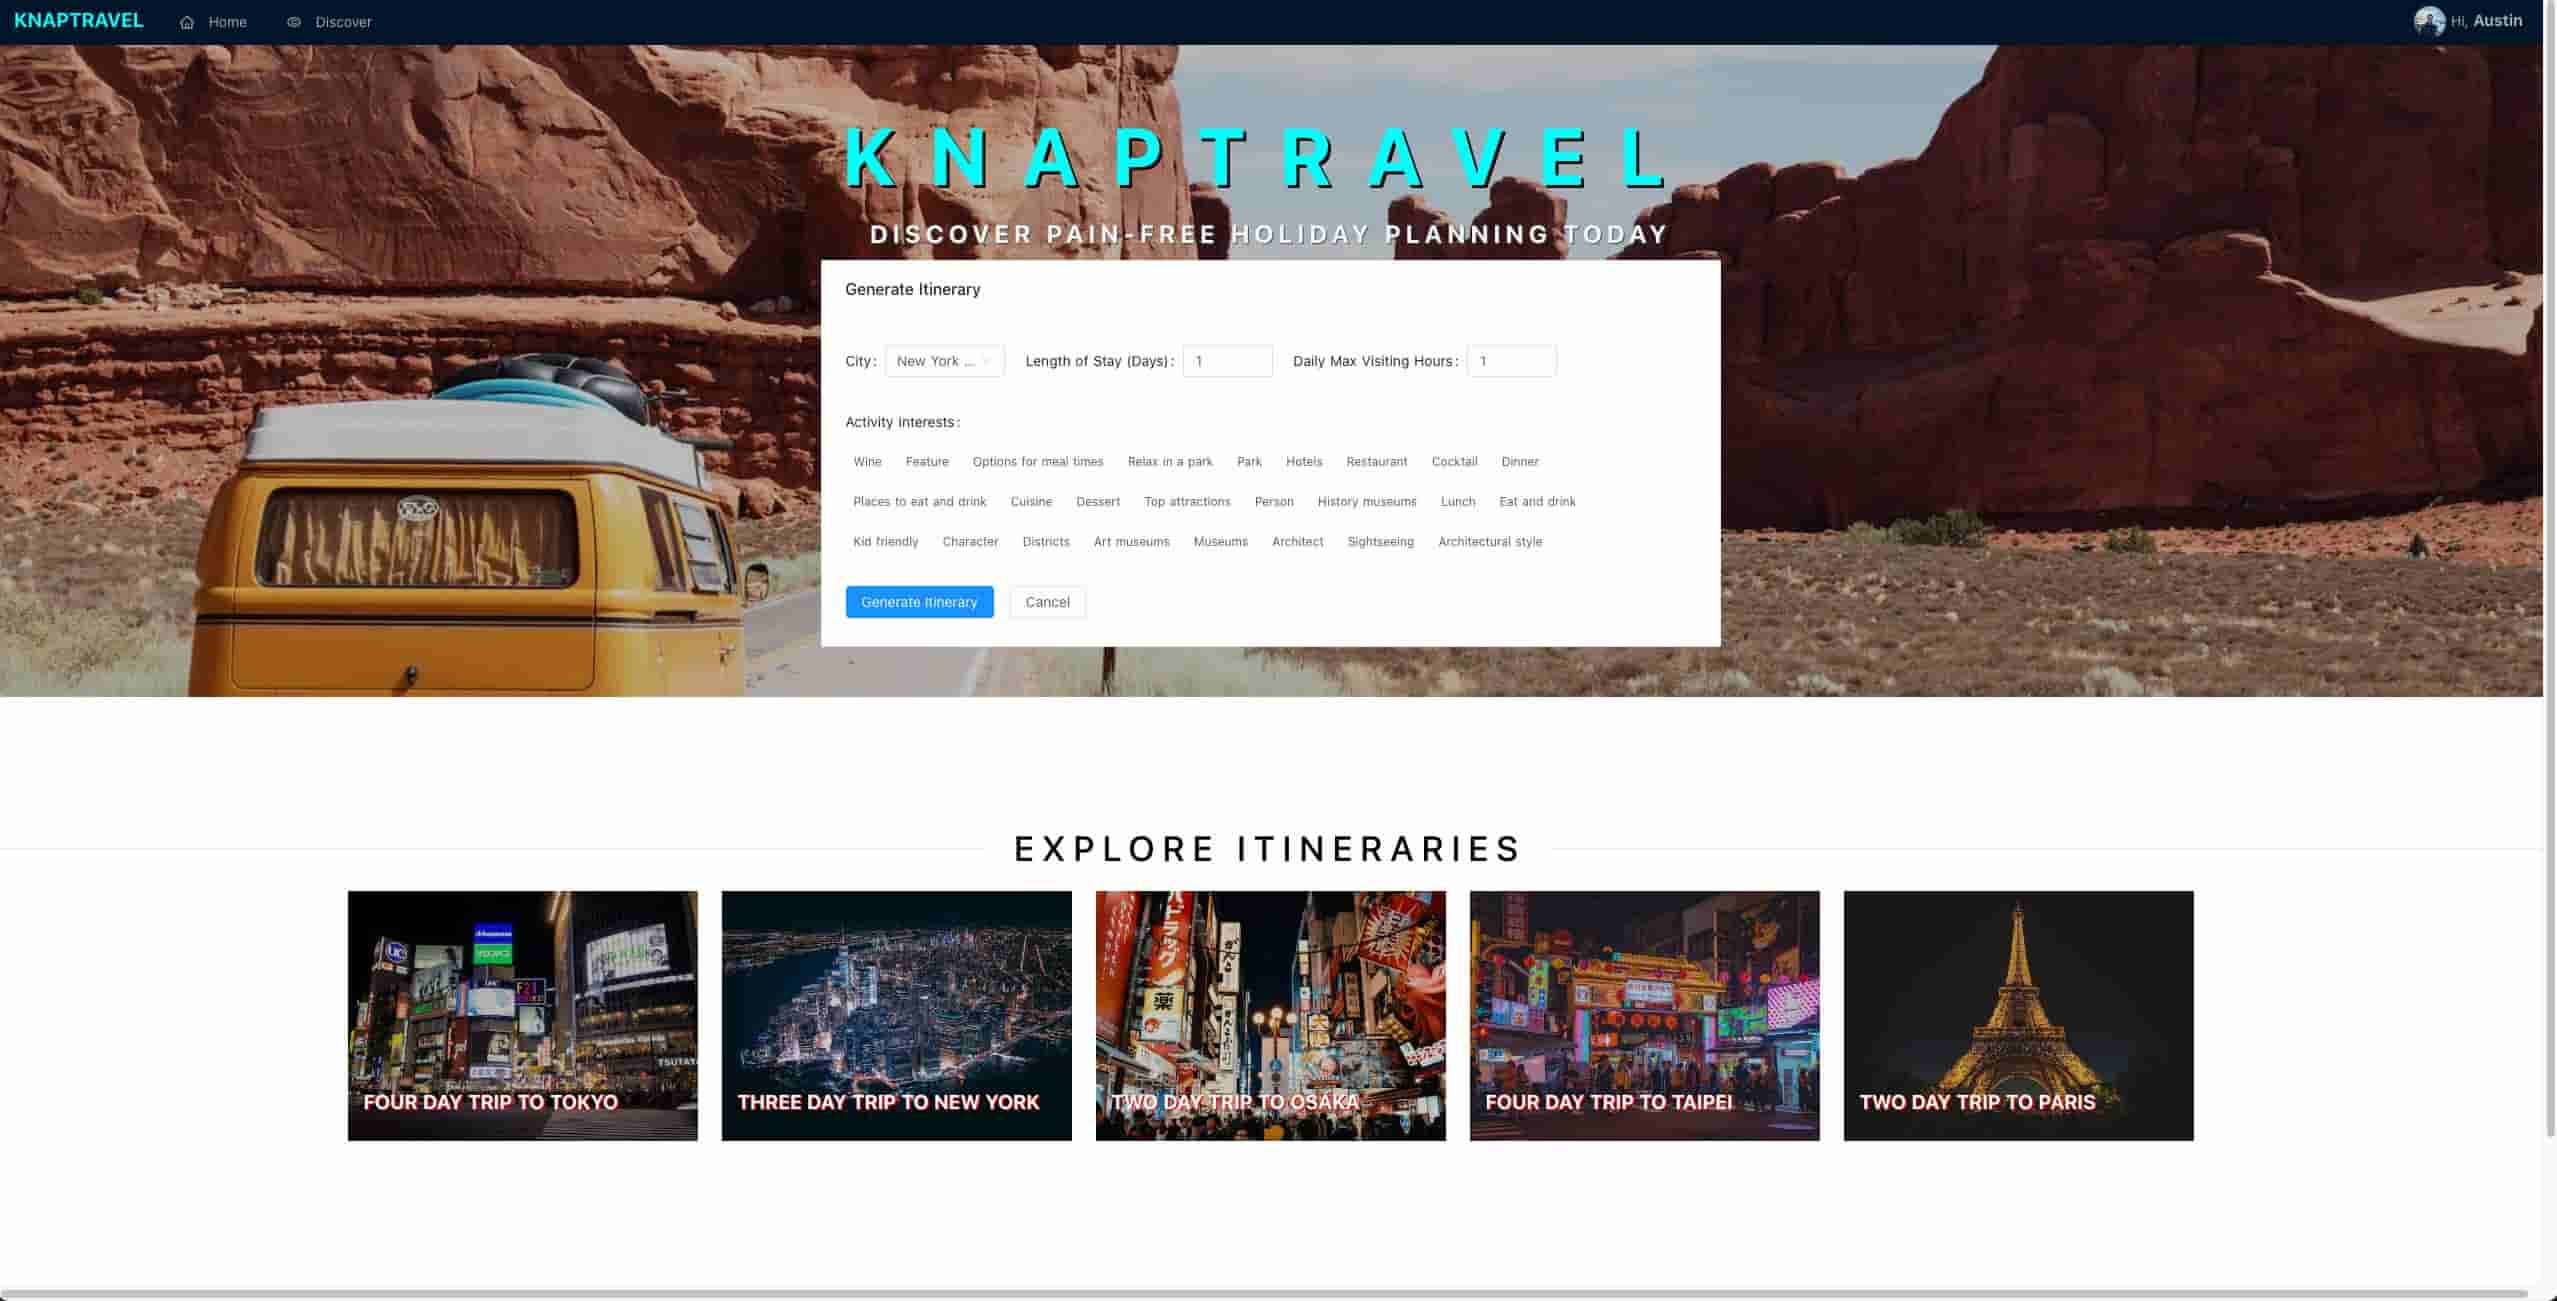 KNAPTRAVEL Home Discover Hi, Austin
KNAPTRAVEL
DISCOVER PAIN-FREE HOLIDAY PLANNING TODAY
Generate Itinerary
City: New York ... Length of Stay (Days): 1 Daily Max Visiting Hours: 1
Activity Interests:
Wine Feature Options for meal times Relax in a park Park Hotels Restaurant Cocktail Dinner
Places to eat and drink Cuisine Dessert Top attractions Person History museums Lunch Eat and drink
Kid friendly Character Districts Art museums Museums Architect Sightseeing Architectural style
Generate Itinerary Cancel
EXPLORE ITINERARIES
F21
薬
TSUTAYA
FOUR DAY TRIP TO TOKYO
THREE DAY TRIP TO NEW YORK
TWO DAY TRIP TO OSAKA
FOUR DAY TRIP TO TAIPEI
TWO DAY TRIP TO PARIS